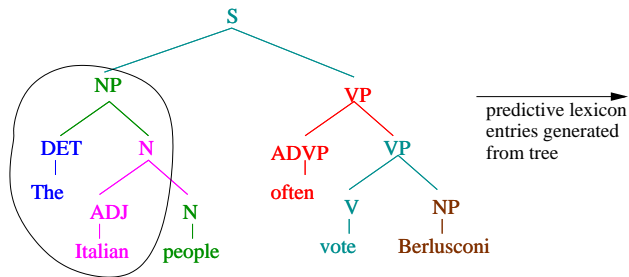 S
NP
VP
predictive lexicon
entries generated
from tree
DET
N
ADVP
VP
The
often
ADJ
N
V
NP
Italian
people
vote
Berlusconi